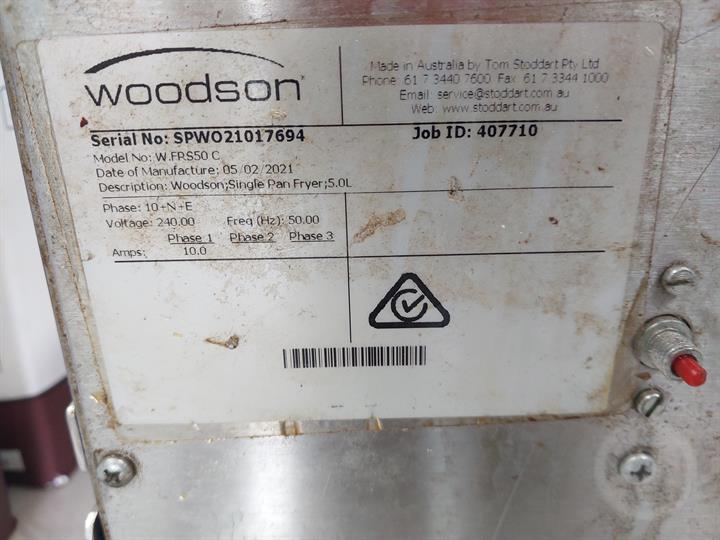 woodson
Made in Australia by Tom Stoddart Pty Ltd
Phone: 61 7 3440 7600 Fax: 61 7 3344 1000
Email: service@stoddart.com.au
Web: www.stoddart.com.au
Serial No: SPWO21017694 Job ID: 407710
Model No: W.FRS50 C
Date of Manufacture: 05/02/2021
Description: Woodson;Single Pan Fryer;5.0L
Phase: 10+N+E
Voltage: 240.00 Freq (Hz): 50.00
Phase 1 Phase 2 Phase 3
Amps: 10.0